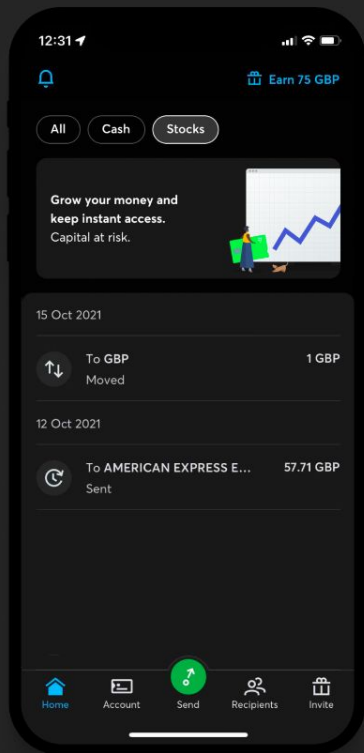 12:31
Earn 75 GBP
All Cash Stocks
Grow your money and
keep instant access.
Capital at risk.
15 Oct 2021
To GBP 1 GBP
Moved
12 Oct 2021
To AMERICAN EXPRESS E... 57.71 GBP
Sent
Home Account Send Recipients Invite